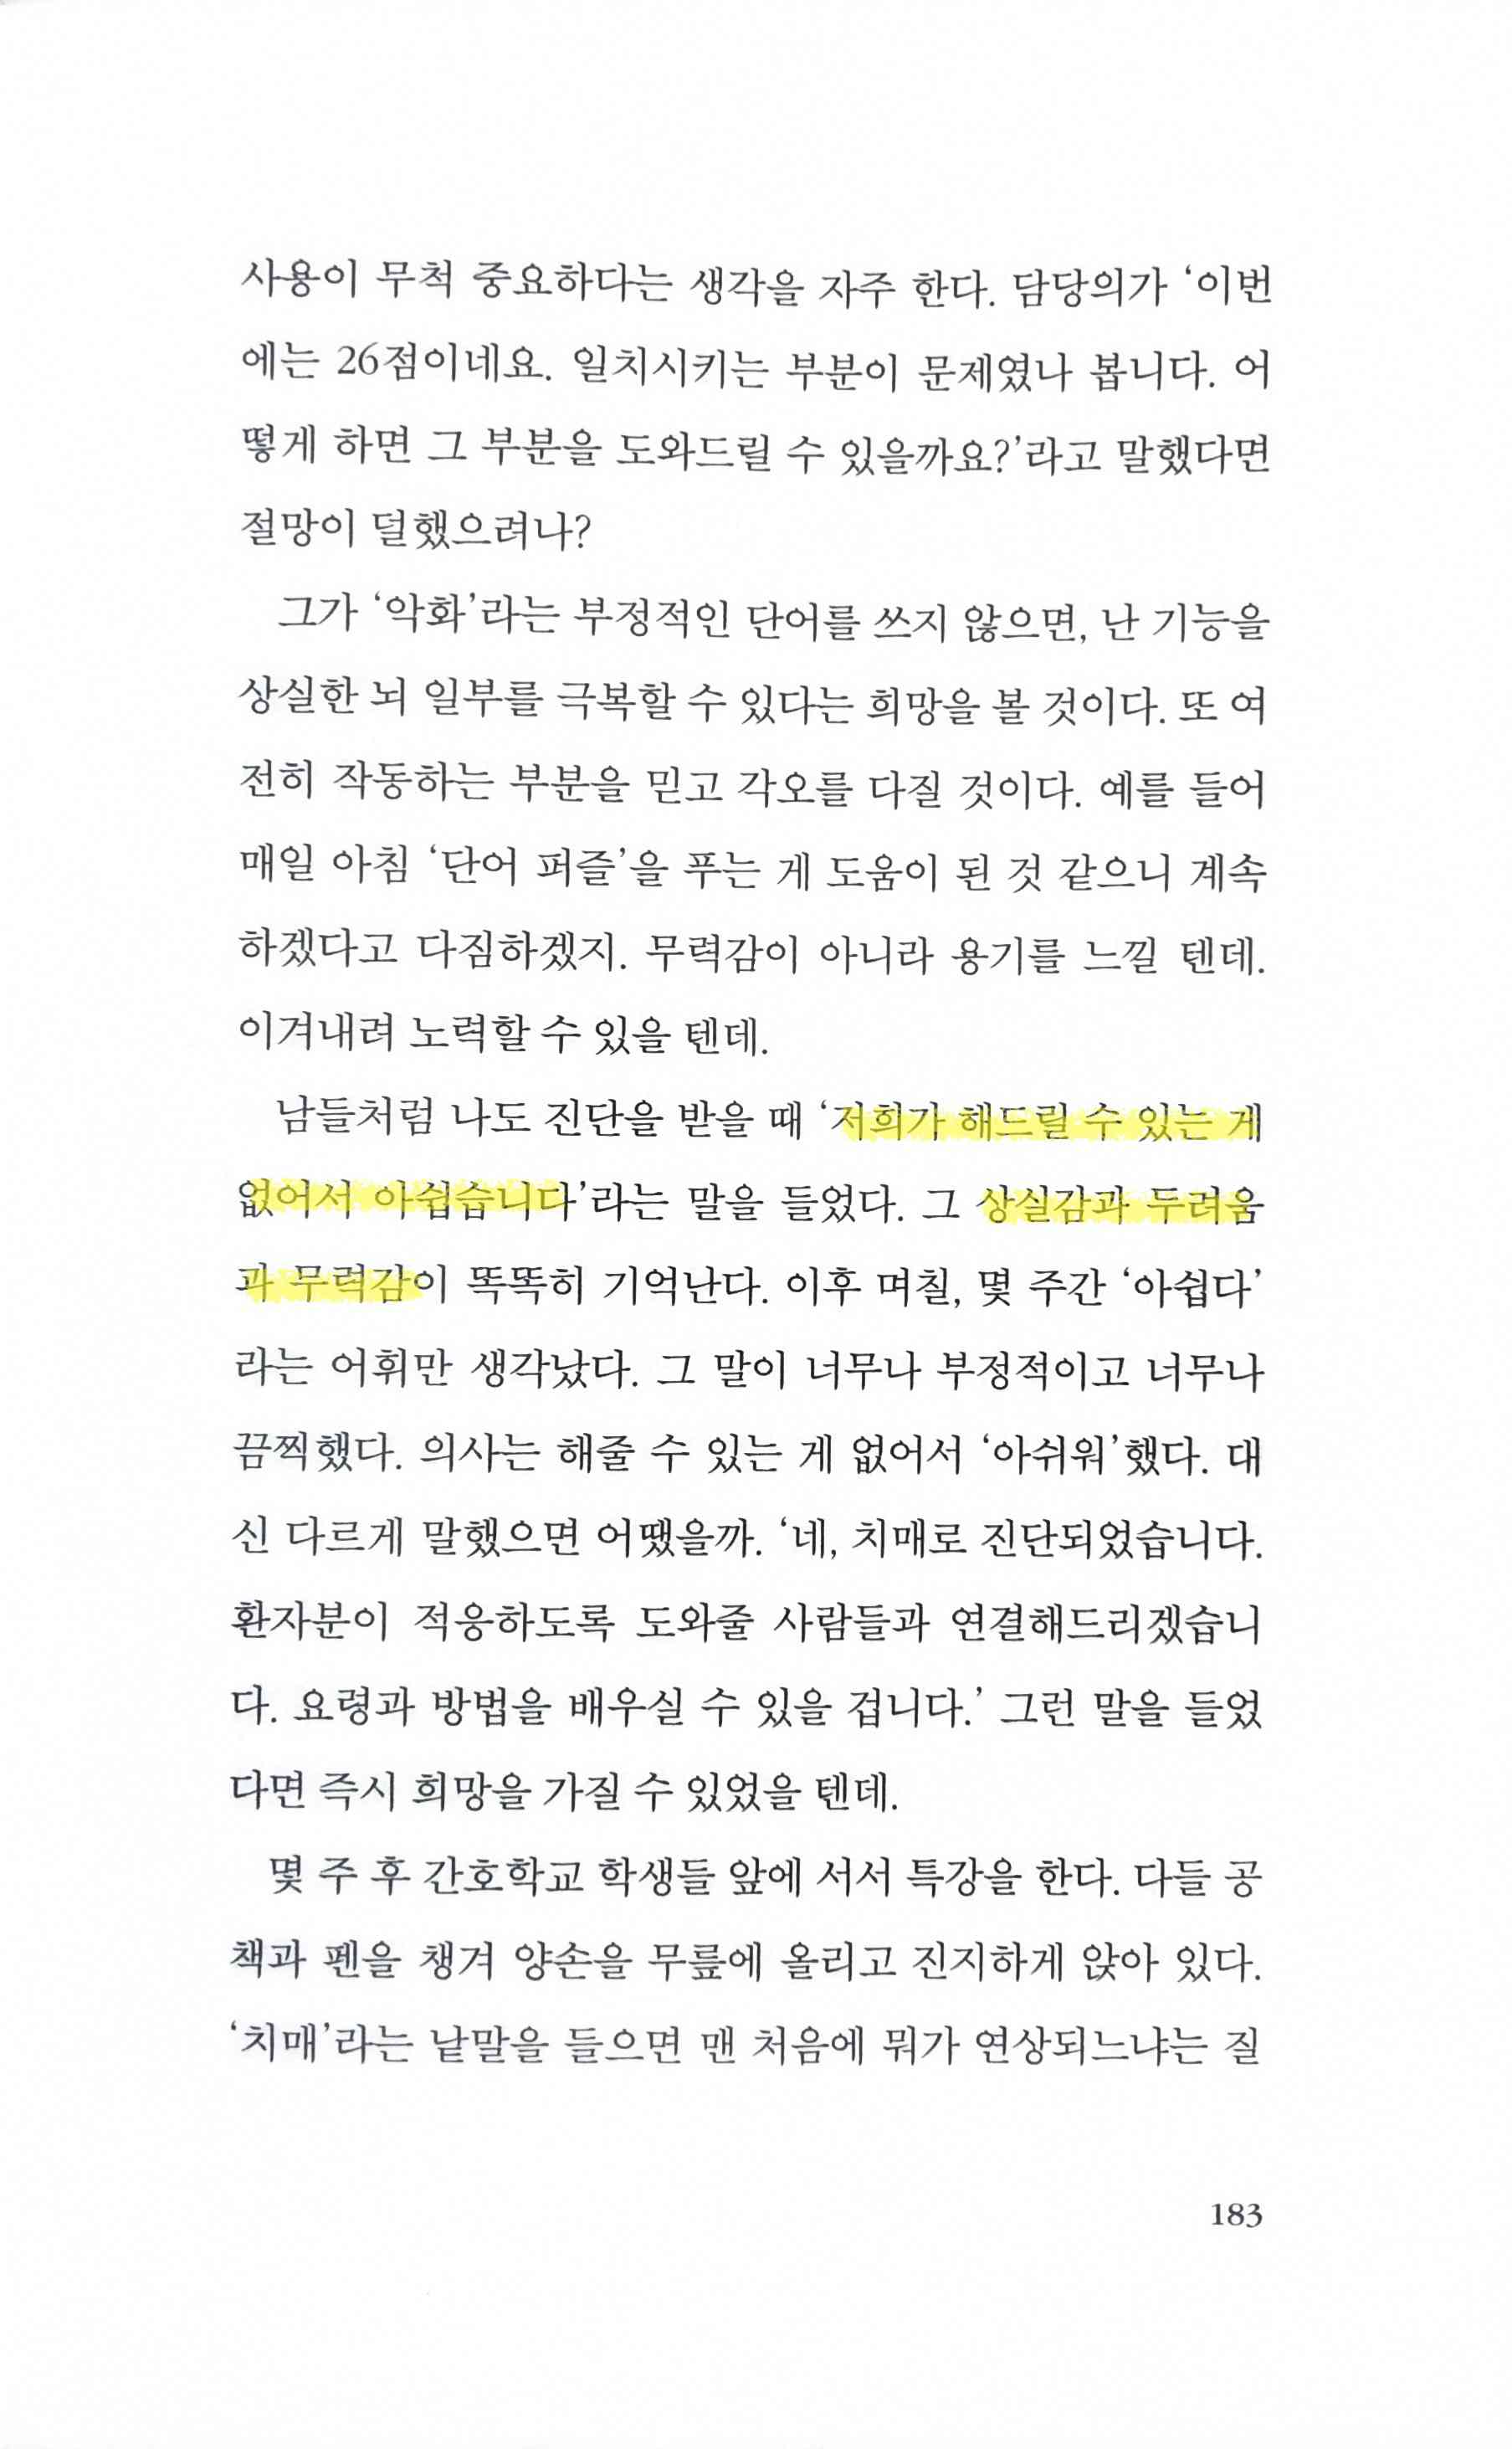 사용이 무척 중요하다는 생각을 자주 한다. 담당의가 ‘이번
에는 26점이네요. 일치시키는 부분이 문제였나 봅니다. 어
떻게 하면 그 부분을 도와드릴 수 있을까요?’라고 말했다면
절망이 덜했으려나?
그가 ‘악화’라는 부정적인 단어를 쓰지 않으면, 난 기능을
상실한 뇌 일부를 극복할 수 있다는 희망을 볼 것이다. 또 여
전히 작동하는 부분을 믿고 각오를 다질 것이다. 예를 들어
매일 아침 ‘단어 퍼즐’을 푸는 게 도움이 된 것 같으니 계속
하겠다고 다짐하겠지. 무력감이 아니라 용기를 느낄 텐데.
이겨내려 노력할 수 있을 텐데.
남들처럼 나도 진단을 받을 때 ‘저희가 해드릴 수 있는 게
없어서 아쉽습니다’라는 말을 들었다. 그 상실감과 두려움
과 무력감이 똑똑히 기억난다. 이후 며칠, 몇 주간 ‘아쉽다’
라는 어휘만 생각났다. 그 말이 너무나 부정적이고 너무나
끔찍했다. 의사는 해줄 수 있는 게 없어서 ‘아쉬워’했다. 대
신 다르게 말했으면 어땠을까. ‘네, 치매로 진단되었습니다.
환자분이 적응하도록 도와줄 사람들과 연결해드리겠습니
다. 요령과 방법을 배우실 수 있을 겁니다.’ 그런 말을 들었
다면 즉시 희망을 가질 수 있었을 텐데.
몇 주 후 간호학교 학생들 앞에 서서 특강을 한다. 다들 공
책과 펜을 챙겨 양손을 무릎에 올리고 진지하게 앉아 있다.
‘치매’라는 낱말을 들으면 맨 처음에 뭐가 연상되느냐는 질
183